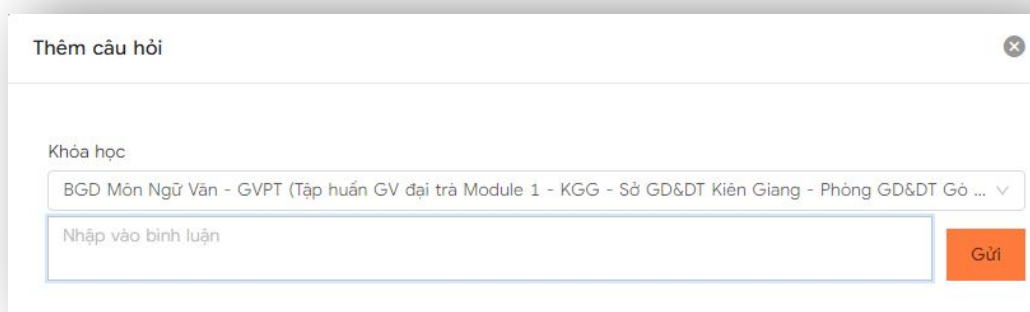 Thêm câu hỏi
Khóa học
BGD Môn Ngữ Văn - GVPT (Tập huấn GV đại trà Module 1 - KGG - Sở GD&DT Kiên Giang - Phòng GD&DT Gò ...
Nhập vào bình luận
Gửi